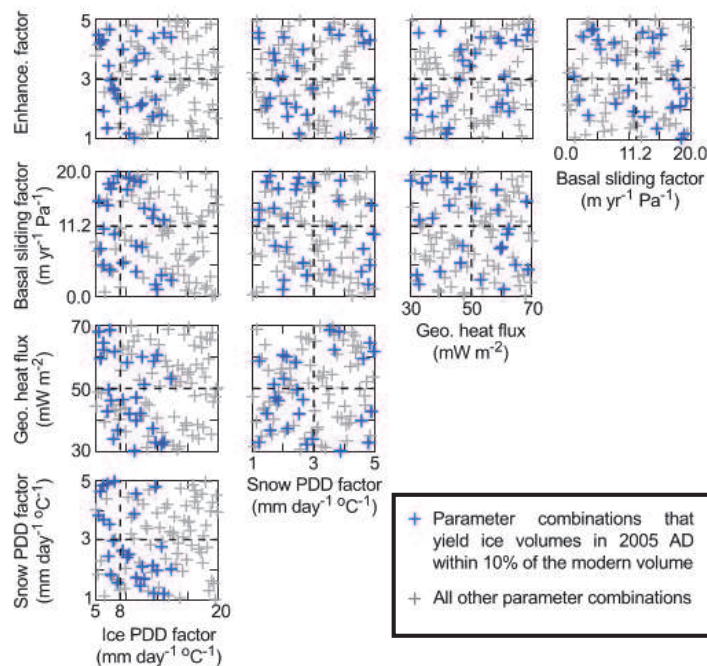 Enhance. factor
5
3
1
0.0 11.2 20.0
Basal sliding factor
(m yr-1 Pa-1)
Basal sliding factor
(m yr-1 Pa-1)
20.0
11.2
0.0
30 50 70
Geo. heat flux
(mW m-2)
Geo. heat flux
(mW m-2)
70
50
30
1 3 5
Snow PDD factor
(mm day-1 oC-1)
Snow PDD factor
(mm day-1 oC-1)
5
3
1
5 8 20
Ice PDD factor
(mm day-1 oC-1)
Parameter combinations that
yield ice volumes in 2005 AD
within 10% of the modern volume
All other parameter combinations